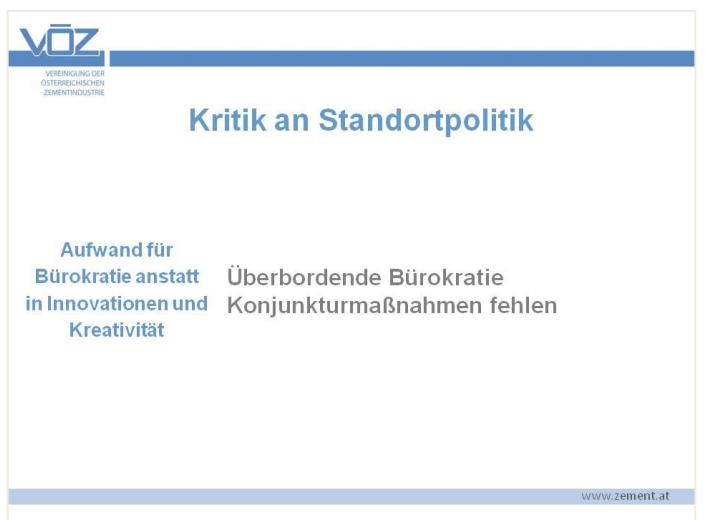 VÖZ
VEREINIGUNG DER
ÖSTERREICHISCHEN
ZEMENTINDUSTRIE
Kritik an Standortpolitik
Aufwand für
Bürokratie anstatt
in Innovationen und
Kreativität
Überbordende Bürokratie
Konjunkturmaßnahmen fehlen
www.zement.at